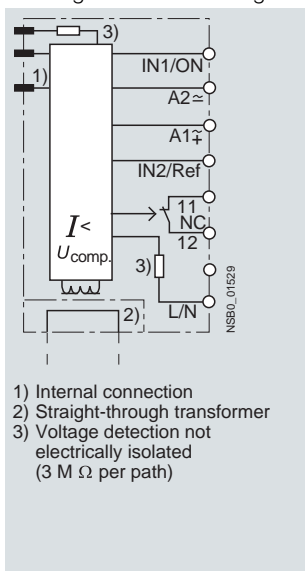 3)
IN1/ON
1)
A2≂
A1≂
IN2/Ref
11
NC
I<
12
Ucomp.
3)
L/N
NSB0_01529
2)
1) Internal connection
2) Straight-through transformer
3) Voltage detection not
electrically isolated
(3 M Ω per path)